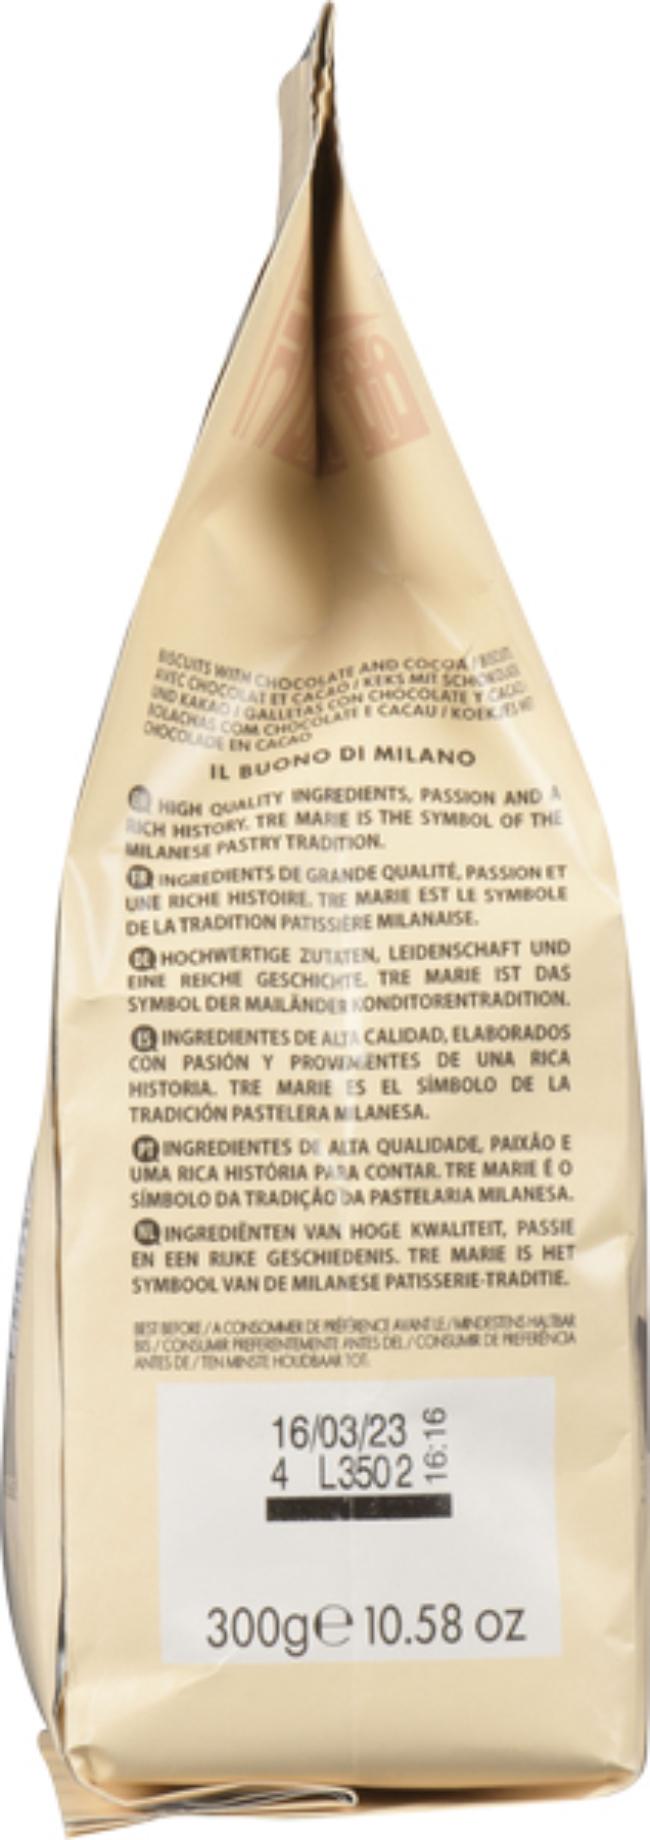 BISCUITS WITH CHOCOLATE AND COCOA / BISCUITS
AVEC CHOCOLAT ET CACAO / KEKS MIT SCHOKOLADE
UND KAKAO / GALLETAS CON CHOCOLATE Y CACAO
BOLACHAS COM CHOCOLATE E CACAU / KOEKJES MET
CHOCOLADE EN CACAO
IL BUONO DI MILANO
HIGH QUALITY INGREDIENTS, PASSION AND A
RICH HISTORY. TRE MARIE IS THE SYMBOL OF THE
MILANESE PASTRY TRADITION.
FR INGREDIENTS DE GRANDE QUALITÉ, PASSION ET
UNE RICHE HISTOIRE. TRE MARIE EST LE SYMBOLE
DE LA TRADITION PATISSIÈRE MILANAISE.
DE HOCHWERTIGE ZUTATEN, LEIDENSCHAFT UND
EINE REICHE GESCHICHTE. TRE MARIE IST DAS
SYMBOL DER MAILÄNDER KONDITORENTRADITION.
ES INGREDIENTES DE ALTA CALIDAD, ELABORADOS
CON PASIÓN Y PROVENIENTES DE UNA RICA
HISTORIA. TRE MARIE ES EL SÍMBOLO DE LA
TRADICIÓN PASTELERA MILANESA.
PT INGREDIENTES DE ALTA QUALIDADE, PAIXÃO E
UMA RICA HISTÓRIA PARA CONTAR. TRE MARIE É O
SÍMBOLO DA TRADIÇÃO DA PASTELARIA MILANESA.
NL INGREDIËNTEN VAN HOGE KWALITEIT, PASSIE
EN EEN RIJKE GESCHIEDENIS. TRE MARIE IS HET
SYMBOOL VAN DE MILANESE PATISSERIE-TRADITIE.
BEST BEFORE / A CONSOMMER DE PRÉFÉRENCE AVANT LE / MINDESTENS HALTBAR
BIS / CONSUMIR PREFERENTEMENTE ANTES DEL / CONSUMIR DE PREFERÊNCIA
ANTES DE / TEN MINSTE HOUDBAAR TOT:
16/03/23
4 L3502 16:16
300g℮ 10.58 oz